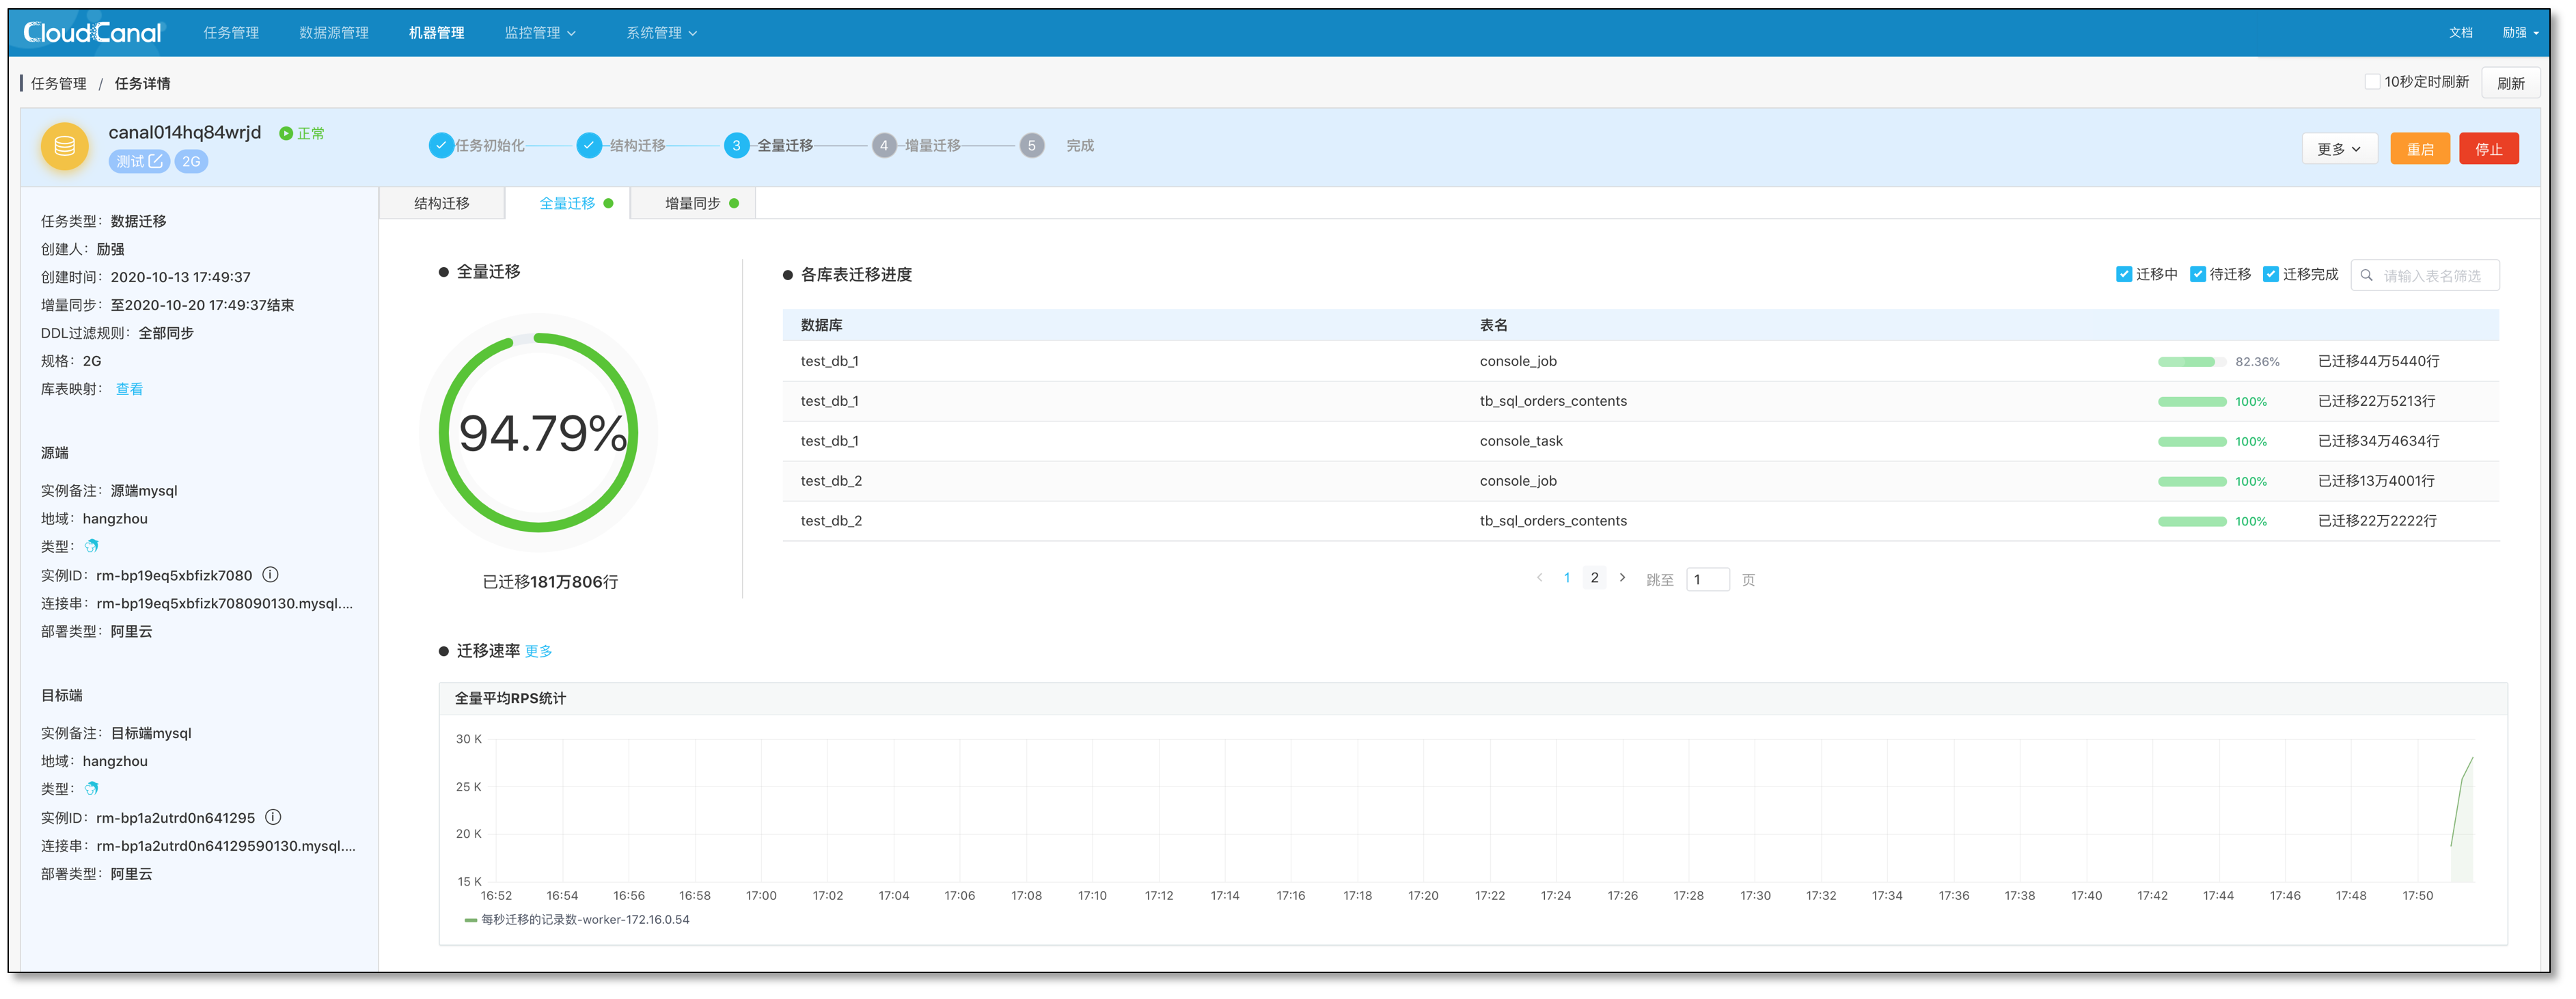 CloudCanal 任务管理 数据源管理 机器管理 监控管理 系统管理 文档 励强
任务管理 / 任务详情 10秒定时刷新 刷新
canal014hq84wrjd 正常
测试 2G
任务初始化 结构迁移 3 全量迁移 4 增量迁移 5 完成
更多 重启 停止
任务类型：数据迁移
创建人：励强
创建时间：2020-10-13 17:49:37
增量同步：至2020-10-20 17:49:37结束
DDL过滤规则：全部同步
规格：2G
库表映射：查看
源端
实例备注：源端mysql
地域：hangzhou
类型：
实例ID：rm-bp19eq5xbfizk7080
连接串：rm-bp19eq5xbfizk708090130.mysql....
部署类型：阿里云
目标端
实例备注：目标端mysql
地域：hangzhou
类型：
实例ID：rm-bp1a2utrd0n641295
连接串：rm-bp1a2utrd0n64129590130.mysql....
部署类型：阿里云
结构迁移 全量迁移 增量同步
全量迁移
94.79%
已迁移181万806行
各库表迁移进度 迁移中 待迁移 迁移完成 请输入表名筛选
数据库 表名
test_db_1 console_job 82.36% 已迁移44万5440行
test_db_1 tb_sql_orders_contents 100% 已迁移22万5213行
test_db_1 console_task 100% 已迁移34万4634行
test_db_2 console_job 100% 已迁移13万4001行
test_db_2 tb_sql_orders_contents 100% 已迁移22万2222行
1 2 跳至 1 页
迁移速率 更多
全量平均RPS统计
30 K
25 K
20 K
15 K
16:52 16:54 16:56 16:58 17:00 17:02 17:04 17:06 17:08 17:10 17:12 17:14 17:16 17:18 17:20 17:22 17:24 17:26 17:28 17:30 17:32 17:34 17:36 17:38 17:40 17:42 17:44 17:46 17:48 17:50
每秒迁移的记录数-worker-172.16.0.54